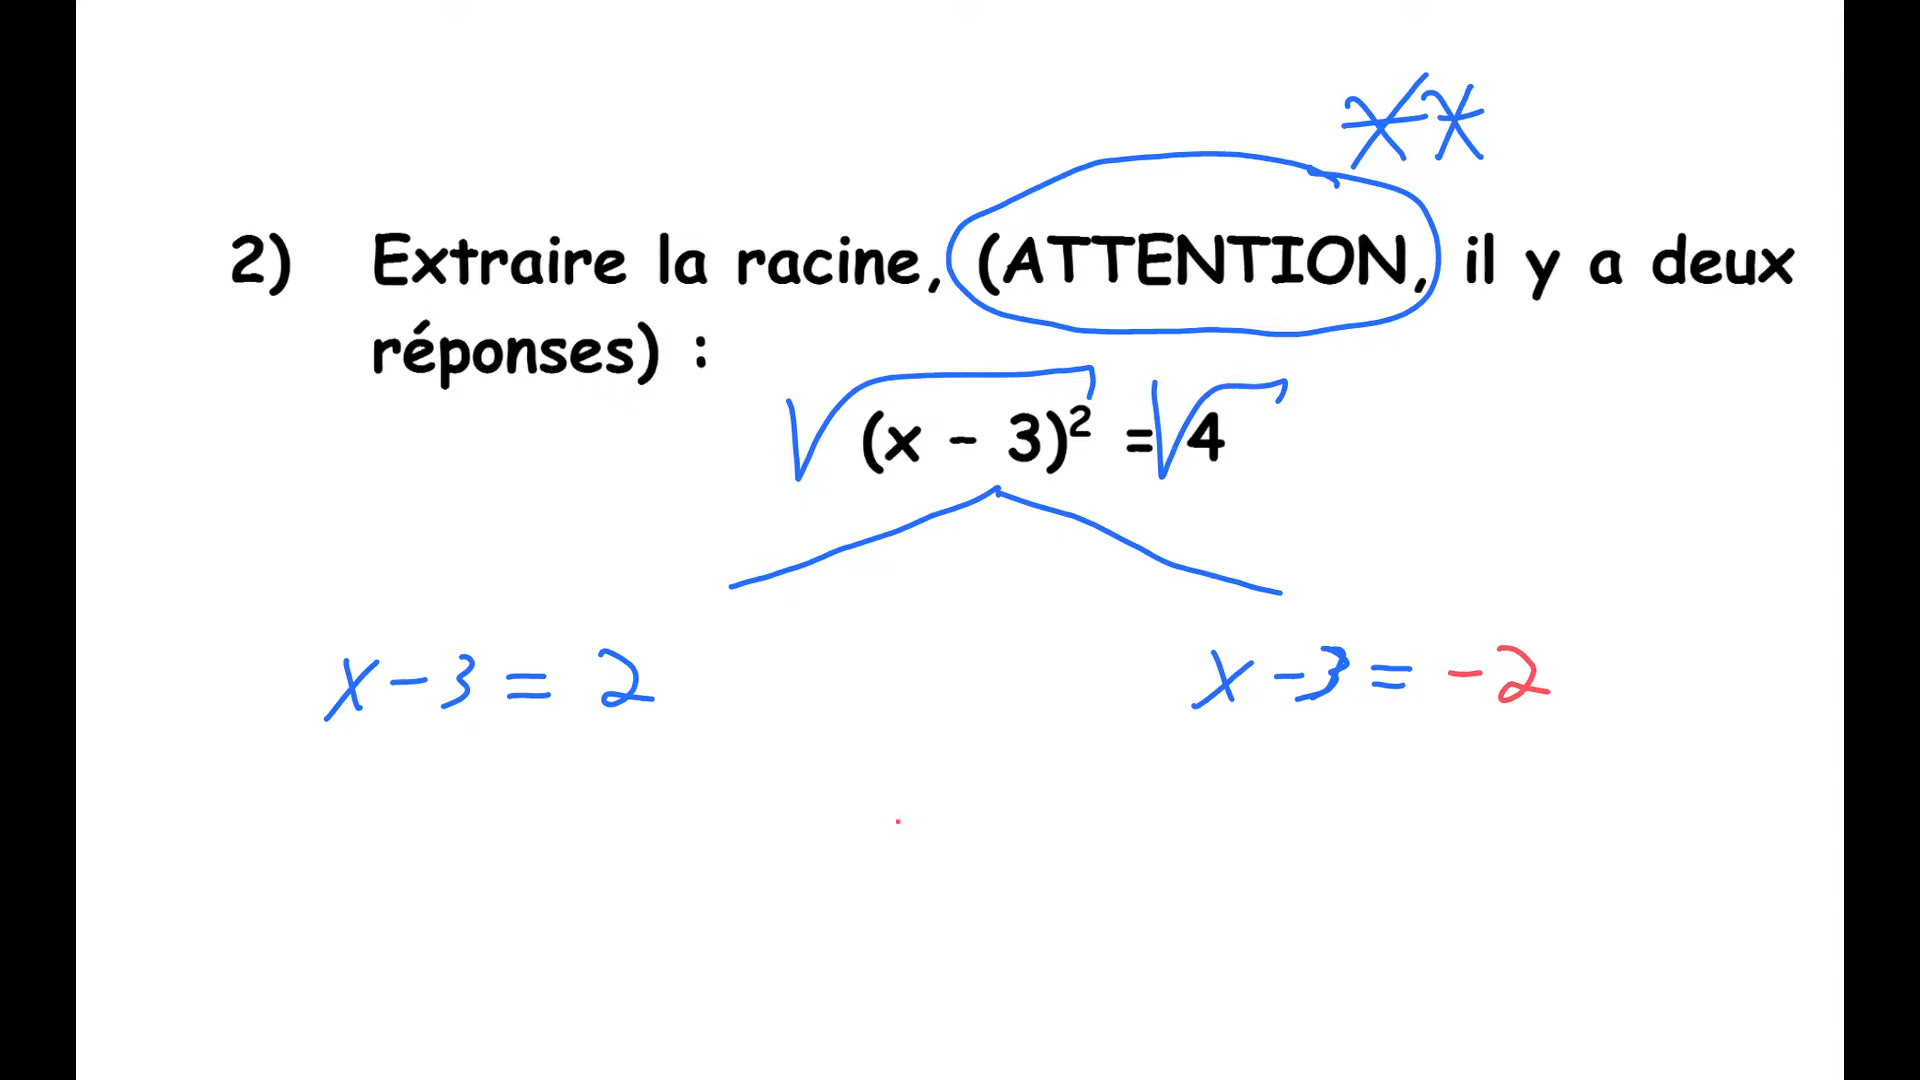 **
2) Extraire la racine, (ATTENTION, il y a deux
réponses) :
√(x - 3)² = √4
x - 3 = 2
x - 3 = -2